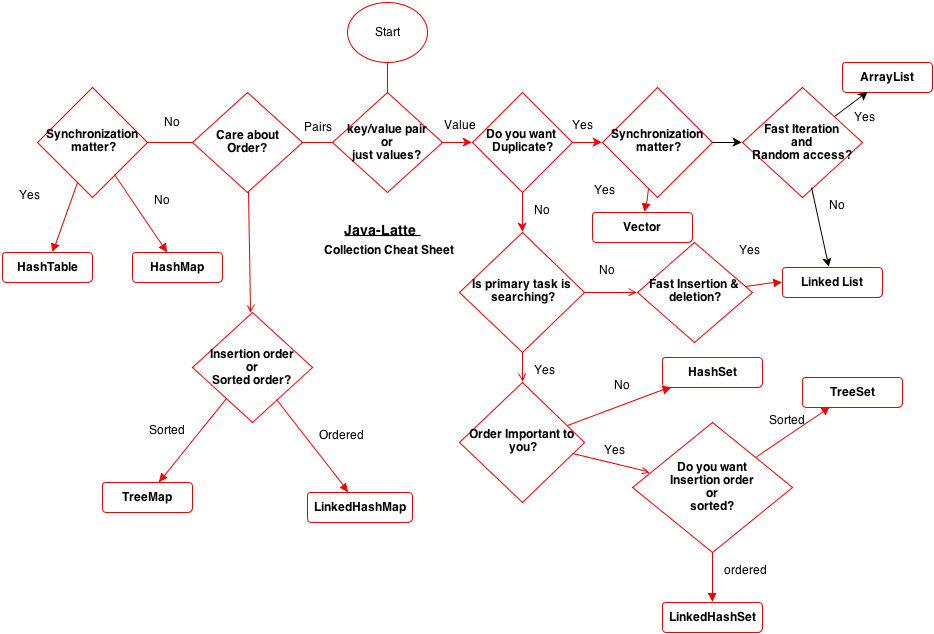 Start
ArrayList
Yes
No
Pairs
Value
Yes
Synchronization
matter?
Care about
Order?
key/value pair
or
just values?
Do you want
Duplicate?
Synchronization
matter?
Fast Iteration
and
Random access?
Yes
No
Yes
No
No
Java-Latte
Collection Cheat Sheet
Vector
Yes
HashTable
HashMap
Is primary task is
searching?
No
Fast Insertion &
deletion?
Linked List
Insertion order
or
Sorted order?
Yes
No
HashSet
TreeSet
Sorted
Sorted
Ordered
Order Important to
you?
Yes
Do you want
Insertion order
or
sorted?
TreeMap
LinkedHashMap
ordered
LinkedHashSet